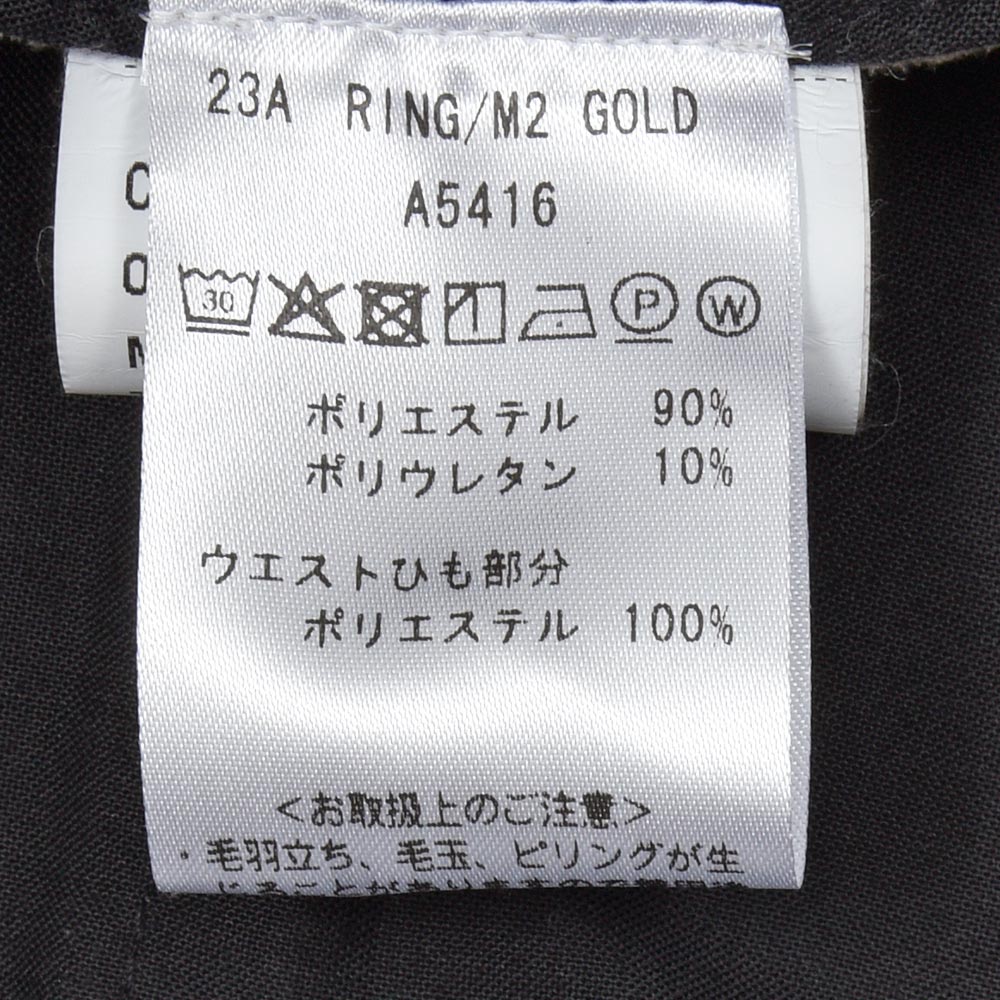 23A RING/M2 GOLD
A5416
30
P
W
ポリエステル 90%
ポリウレタン 10%
ウエストひも部分
ポリエステル 100%
<お取扱上のご注意>
・毛羽立ち、毛玉、ピリングが生